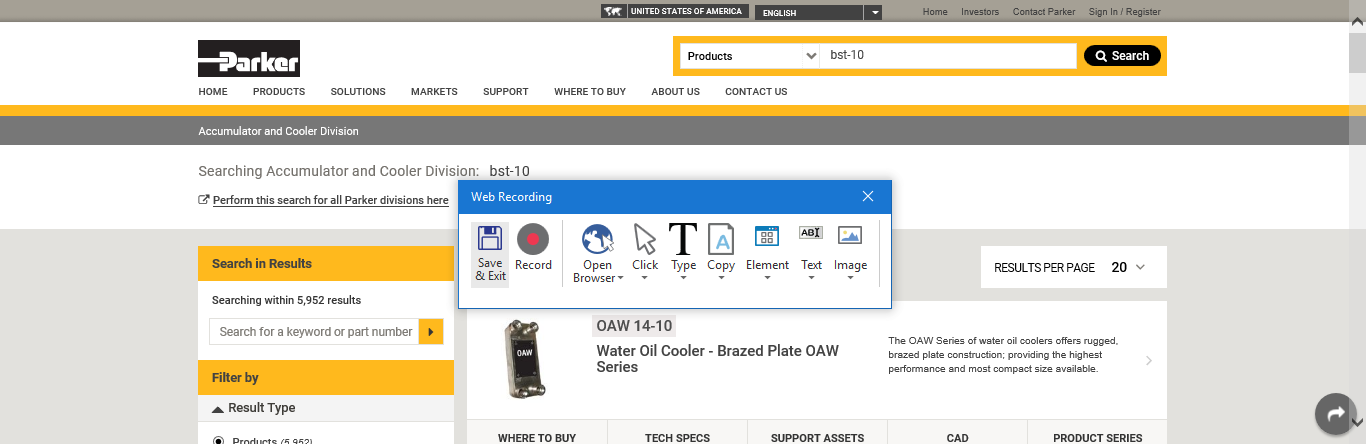 UNITED STATES OF AMERICA
ENGLISH
Home Investors Contact Parker Sign In / Register
Parker
Products
bst-10
Search
HOME PRODUCTS SOLUTIONS MARKETS SUPPORT WHERE TO BUY ABOUT US CONTACT US
Accumulator and Cooler Division
Searching Accumulator and Cooler Division: bst-10
Perform this search for all Parker divisions here
Web Recording
Save
& Exit
Record
Open
Browser
Click
Type
Copy
Element
Text
Image
Search in Results
Searching within 5,952 results
Search for a keyword or part number
Filter by
Result Type
Products (5,952)
RESULTS PER PAGE 20
OAW
OAW 14-10
Water Oil Cooler - Brazed Plate OAW
Series
The OAW Series of water oil coolers offers rugged,
brazed plate construction; providing the highest
performance and most compact size available.
WHERE TO BUY TECH SPECS SUPPORT ASSETS CAD PRODUCT SERIES